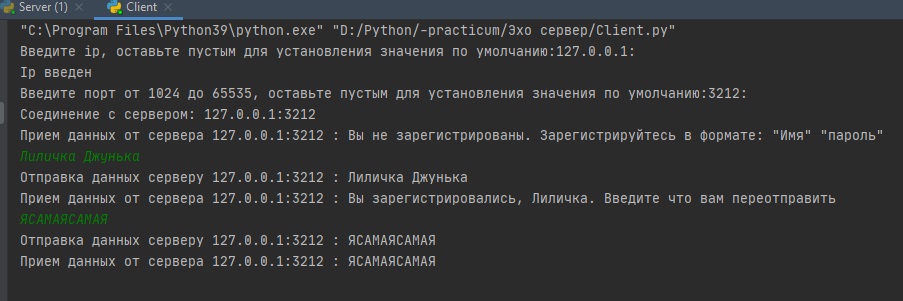 Server (1) Client
"C:\Program Files\Python39\python.exe" "D:/Python/-practicum/Эхо сервер/Client.py"
Введите ip, оставьте пустым для установления значения по умолчанию:127.0.0.1:
Ip введен
Введите порт от 1024 до 65535, оставьте пустым для установления значения по умолчанию:3212:
Соединение с сервером: 127.0.0.1:3212
Прием данных от сервера 127.0.0.1:3212 : Вы не зарегистрированы. Зарегистрируйтесь в формате: "Имя" "пароль"
Лиличка Джунька
Отправка данных серверу 127.0.0.1:3212 : Лиличка Джунька
Прием данных от сервера 127.0.0.1:3212 : Вы зарегистрировались, Лиличка. Введите что вам переотправить
ЯСАМАЯСАМАЯ
Отправка данных серверу 127.0.0.1:3212 : ЯСАМАЯСАМАЯ
Прием данных от сервера 127.0.0.1:3212 : ЯСАМАЯСАМАЯ